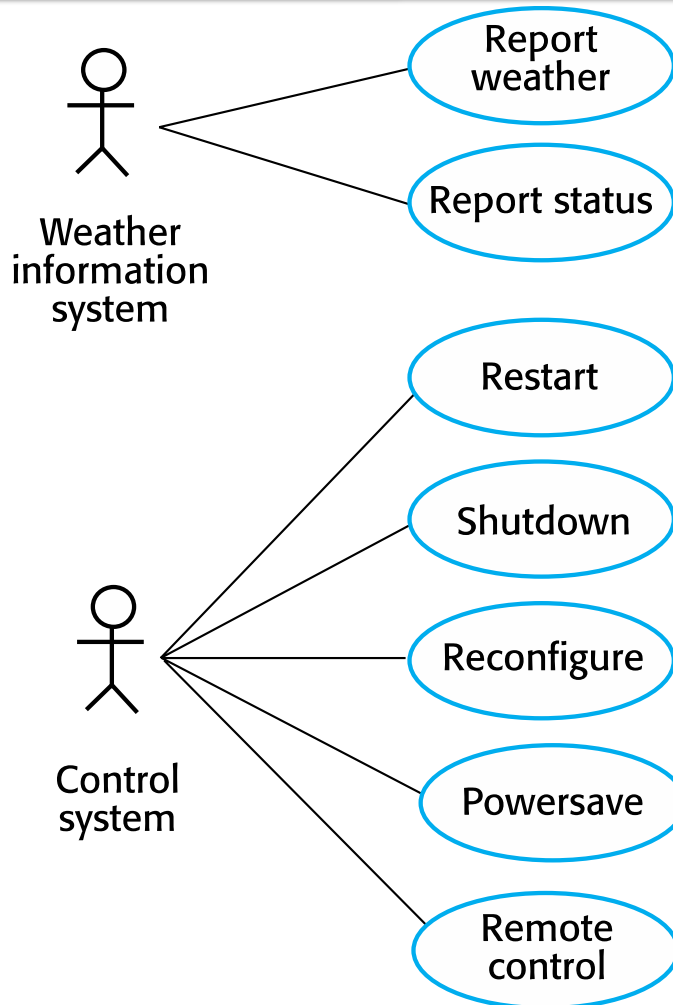 Report
weather
Report status
Weather
information
system
Restart
Shutdown
Reconfigure
Control
system
Powersave
Remote
control